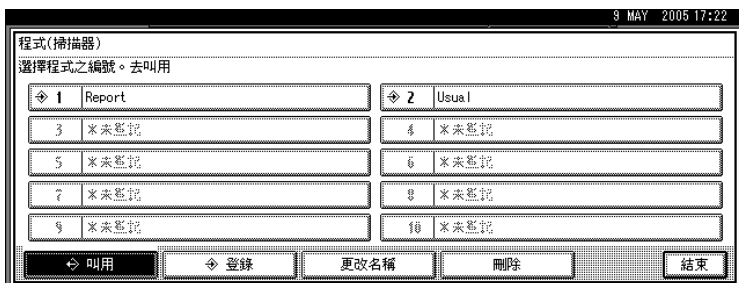 9 MAY 2005 17:22
程式(掃描器)
選擇程式之編號。去叫用
1 Report 2 Usual
3 *未登記 4 *未登記
5 *未登記 6 *未登記
7 *未登記 8 *未登記
9 *未登記 10 *未登記
叫用 登錄 更改名稱 刪除 結束